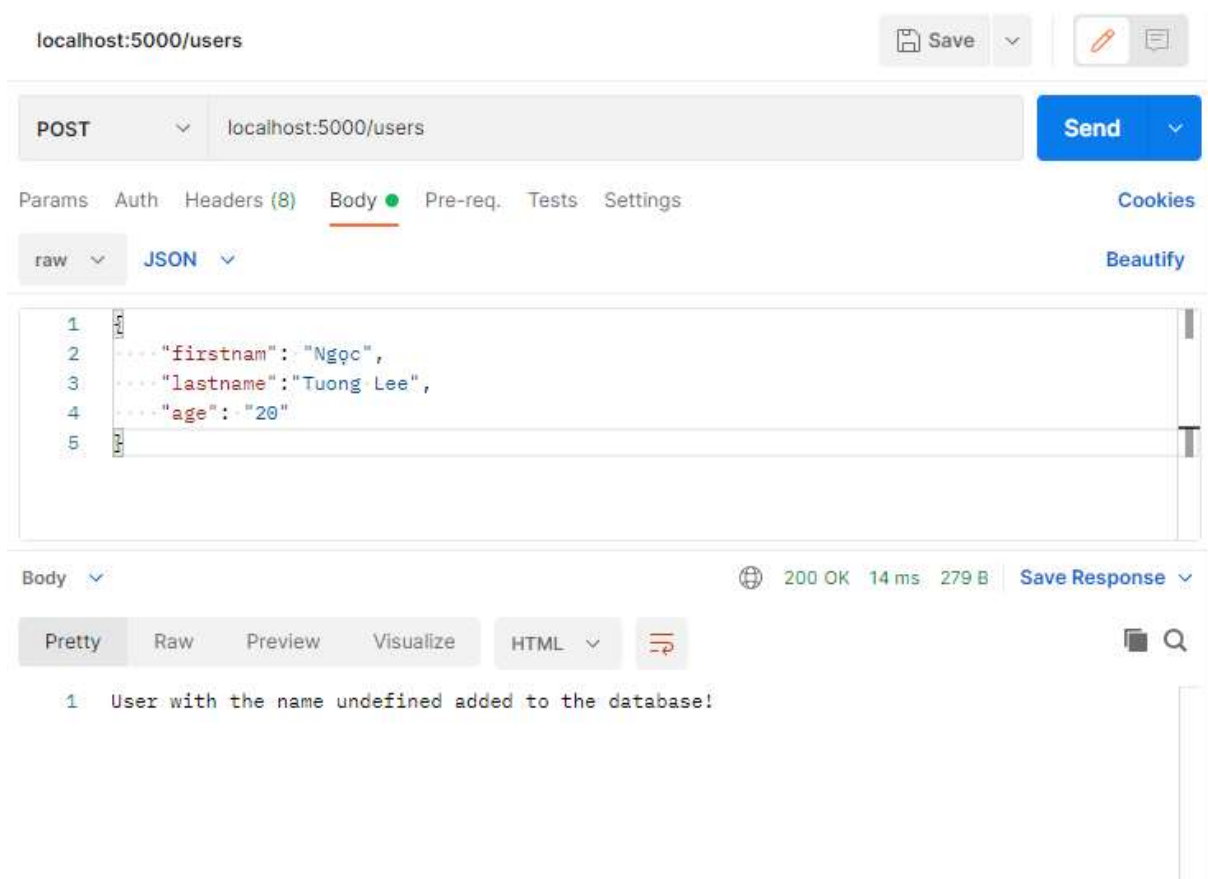 localhost:5000/users Save
POST localhost:5000/users Send
Params Auth Headers (8) Body Pre-req. Tests Settings Cookies
raw JSON Beautify
1 {
2 "firstnam": "Ngọc",
3 "lastname":"Tuong Lee",
4 "age": "20"
5 }
Body 200 OK 14 ms 279 B Save Response
Pretty Raw Preview Visualize HTML
1 User with the name undefined added to the database!